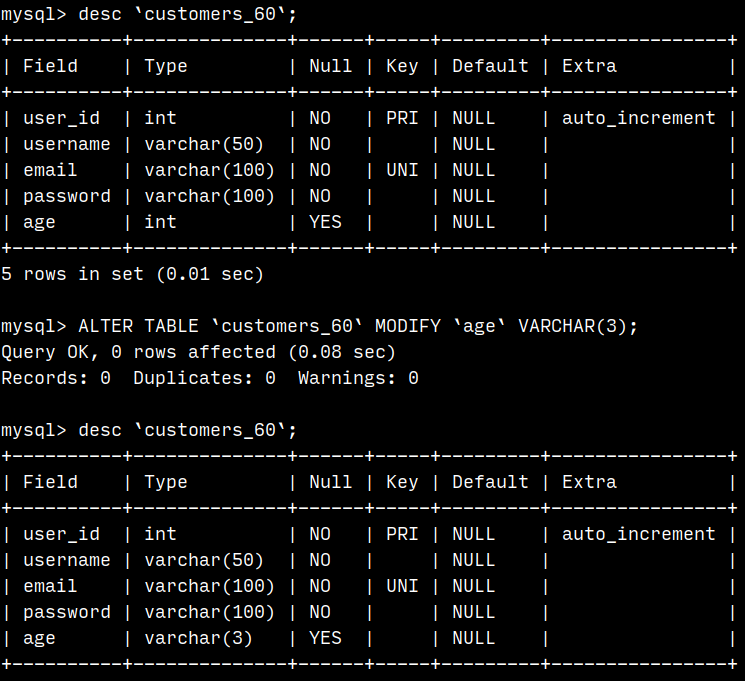 mysql> desc `customers_60`;
+----------+--------------+------+-----+---------+----------------+
| Field    | Type         | Null | Key | Default | Extra          |
+----------+--------------+------+-----+---------+----------------+
| user_id  | int          | NO   | PRI | NULL    | auto_increment |
| username | varchar(50)  | NO   |     | NULL    |                |
| email    | varchar(100) | NO   | UNI | NULL    |                |
| password | varchar(100) | NO   |     | NULL    |                |
| age      | int          | YES  |     | NULL    |                |
+----------+--------------+------+-----+---------+----------------+
5 rows in set (0.01 sec)

mysql> ALTER TABLE `customers_60` MODIFY `age` VARCHAR(3);
Query OK, 0 rows affected (0.08 sec)
Records: 0  Duplicates: 0  Warnings: 0

mysql> desc `customers_60`;
+----------+--------------+------+-----+---------+----------------+
| Field    | Type         | Null | Key | Default | Extra          |
+----------+--------------+------+-----+---------+----------------+
| user_id  | int          | NO   | PRI | NULL    | auto_increment |
| username | varchar(50)  | NO   |     | NULL    |                |
| email    | varchar(100) | NO   | UNI | NULL    |                |
| password | varchar(100) | NO   |     | NULL    |                |
| age      | varchar(3)   | YES  |     | NULL    |                |
+----------+--------------+------+-----+---------+----------------+